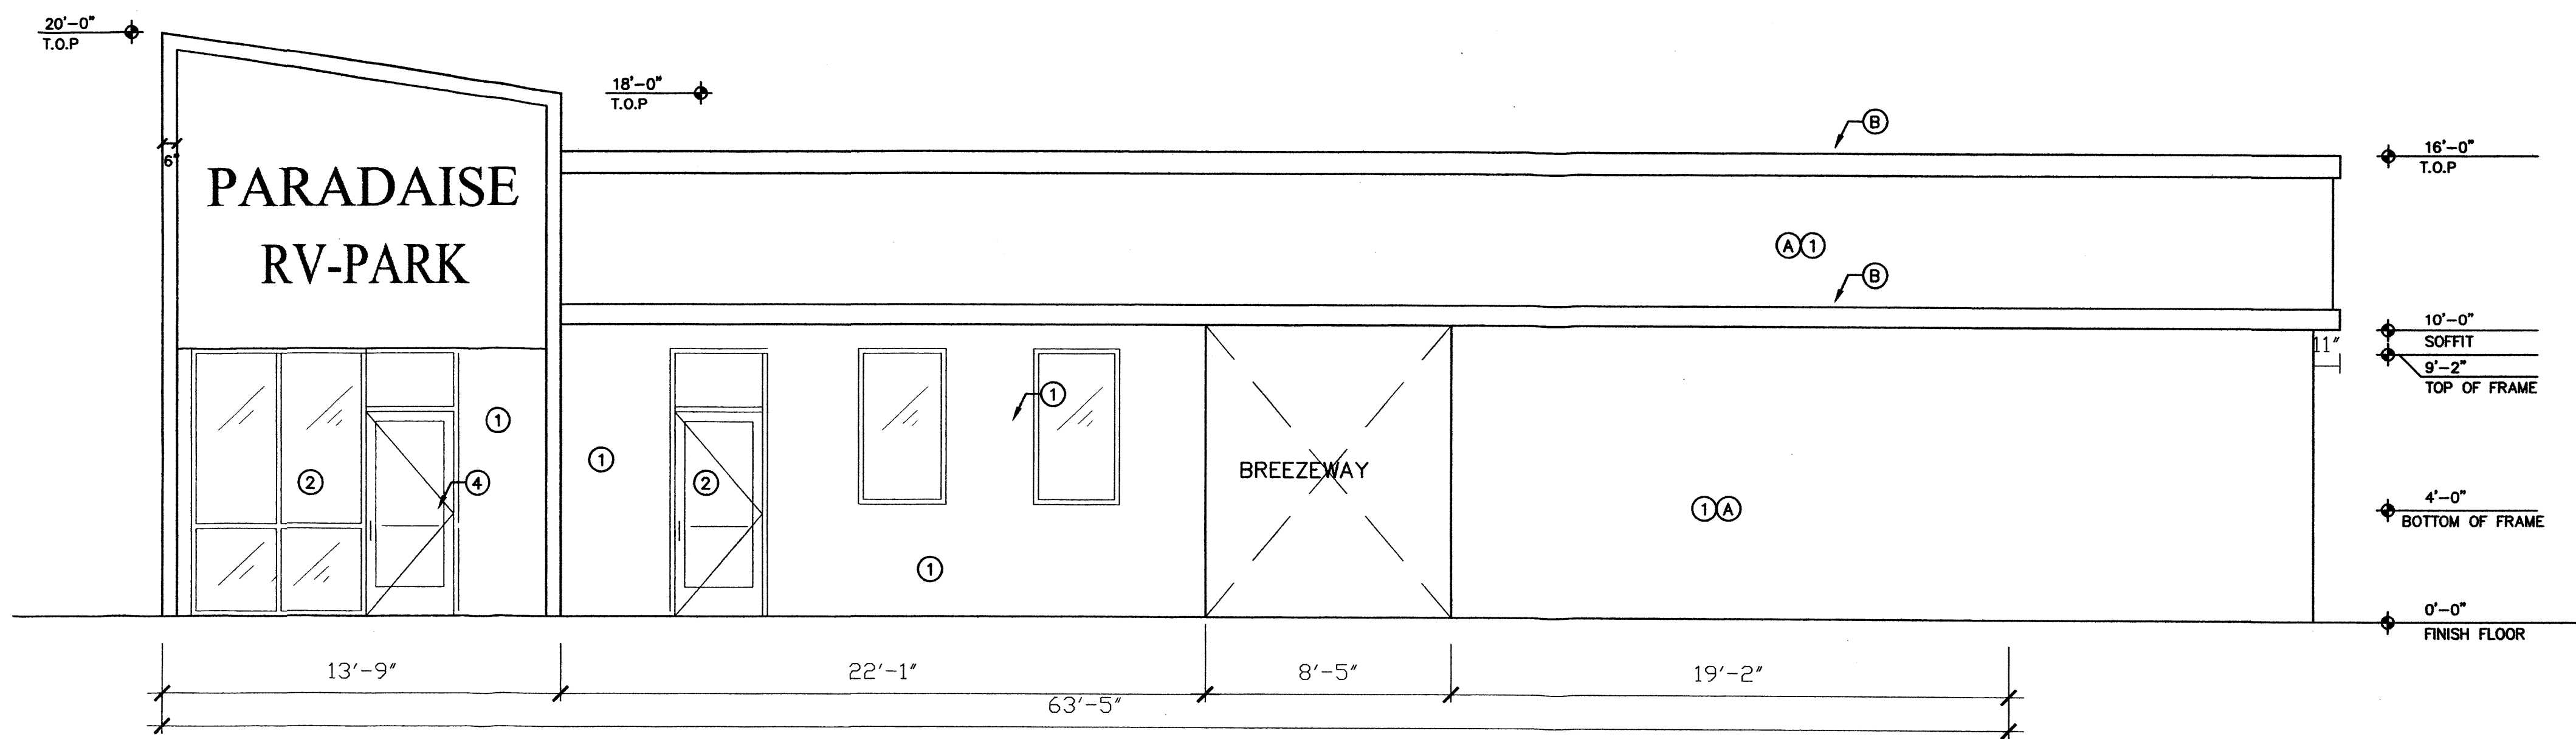 20'-0"
T.O.P
18'-0"
T.O.P
B
16'-0"
T.O.P
6"
PARADAISE
RV-PARK
A 1
B
10'-0"
SOFFIT
11"
9'-2"
TOP OF FRAME
1
1
1
2
4
2
BREEZEWAY
1 A
4'-0"
BOTTOM OF FRAME
1
0'-0"
FINISH FLOOR
13'-9"
22'-1"
8'-5"
19'-2"
63'-5"